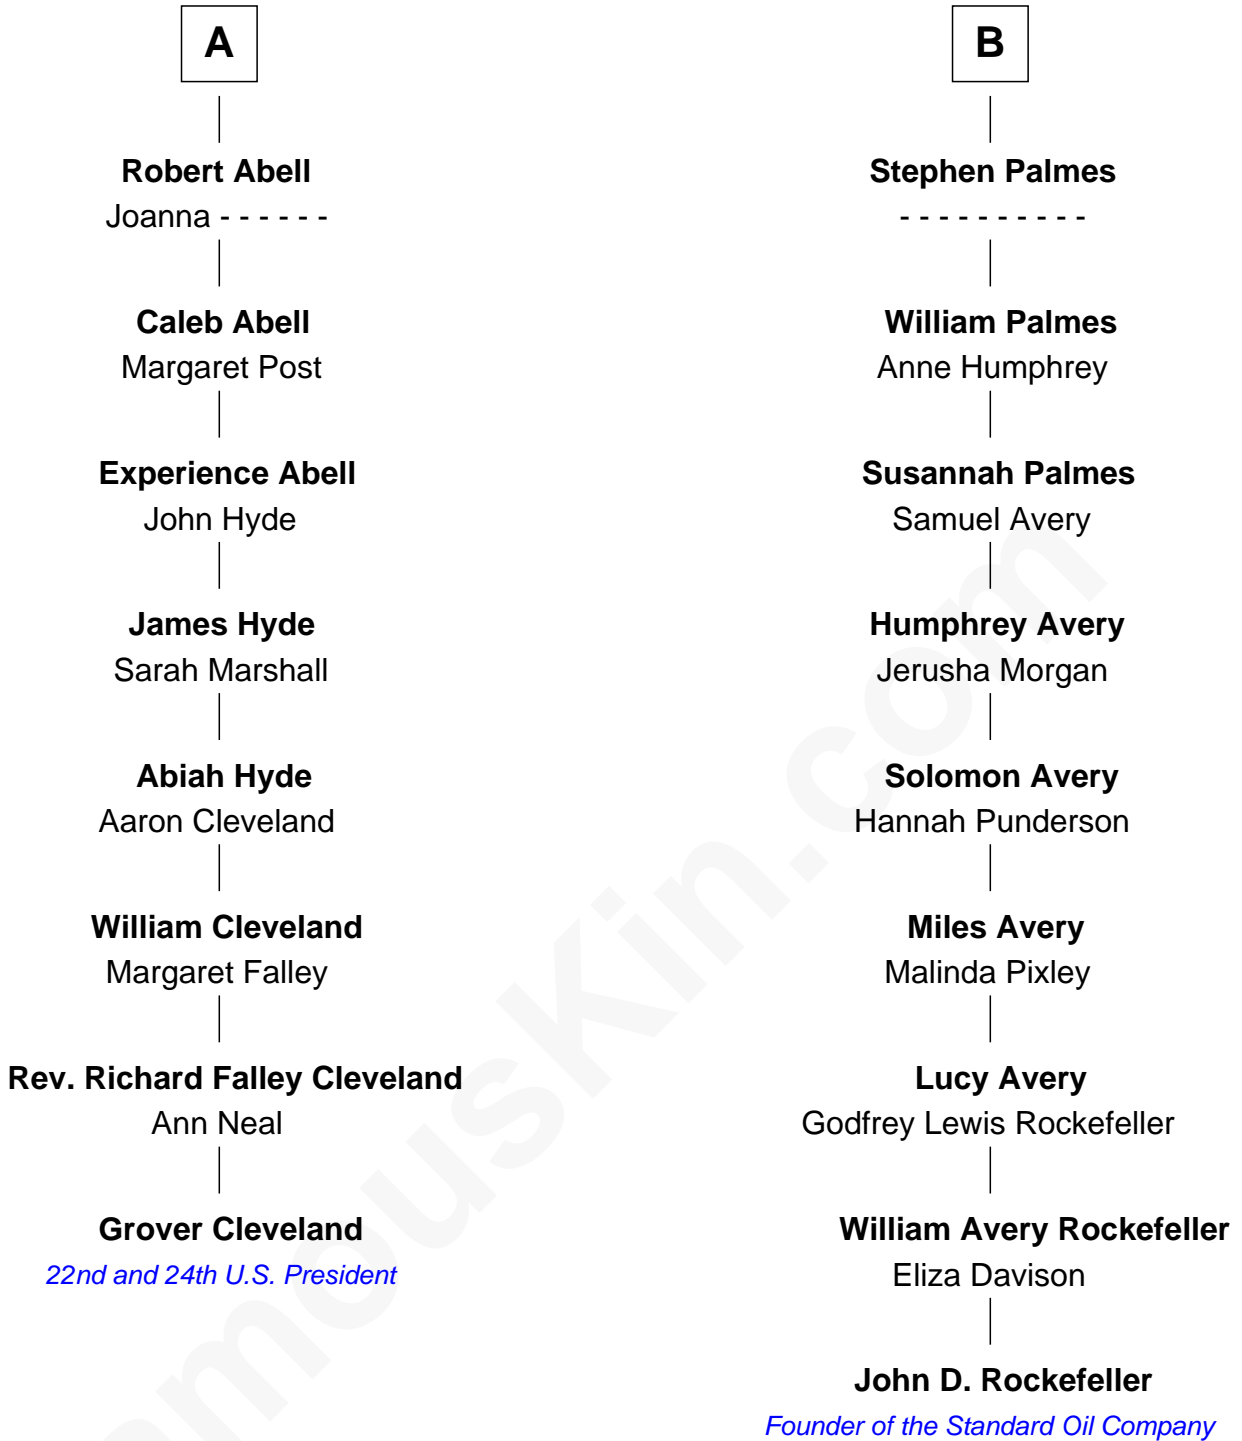 A
Robert Abell
Joanna - - - - - -
Caleb Abell
Margaret Post
Experience Abell
John Hyde
James Hyde
Sarah Marshall
Abiah Hyde
Aaron Cleveland
William Cleveland
Margaret Falley
Rev. Richard Falley Cleveland
Ann Neal
Grover Cleveland
22nd and 24th U.S. President
B
Stephen Palmes
- - - - - - - - - -
William Palmes
Anne Humphrey
Susannah Palmes
Samuel Avery
Humphrey Avery
Jerusha Morgan
Solomon Avery
Hannah Punderson
Miles Avery
Malinda Pixley
Lucy Avery
Godfrey Lewis Rockefeller
William Avery Rockefeller
Eliza Davison
John D. Rockefeller
Founder of the Standard Oil Company
amousKin.com